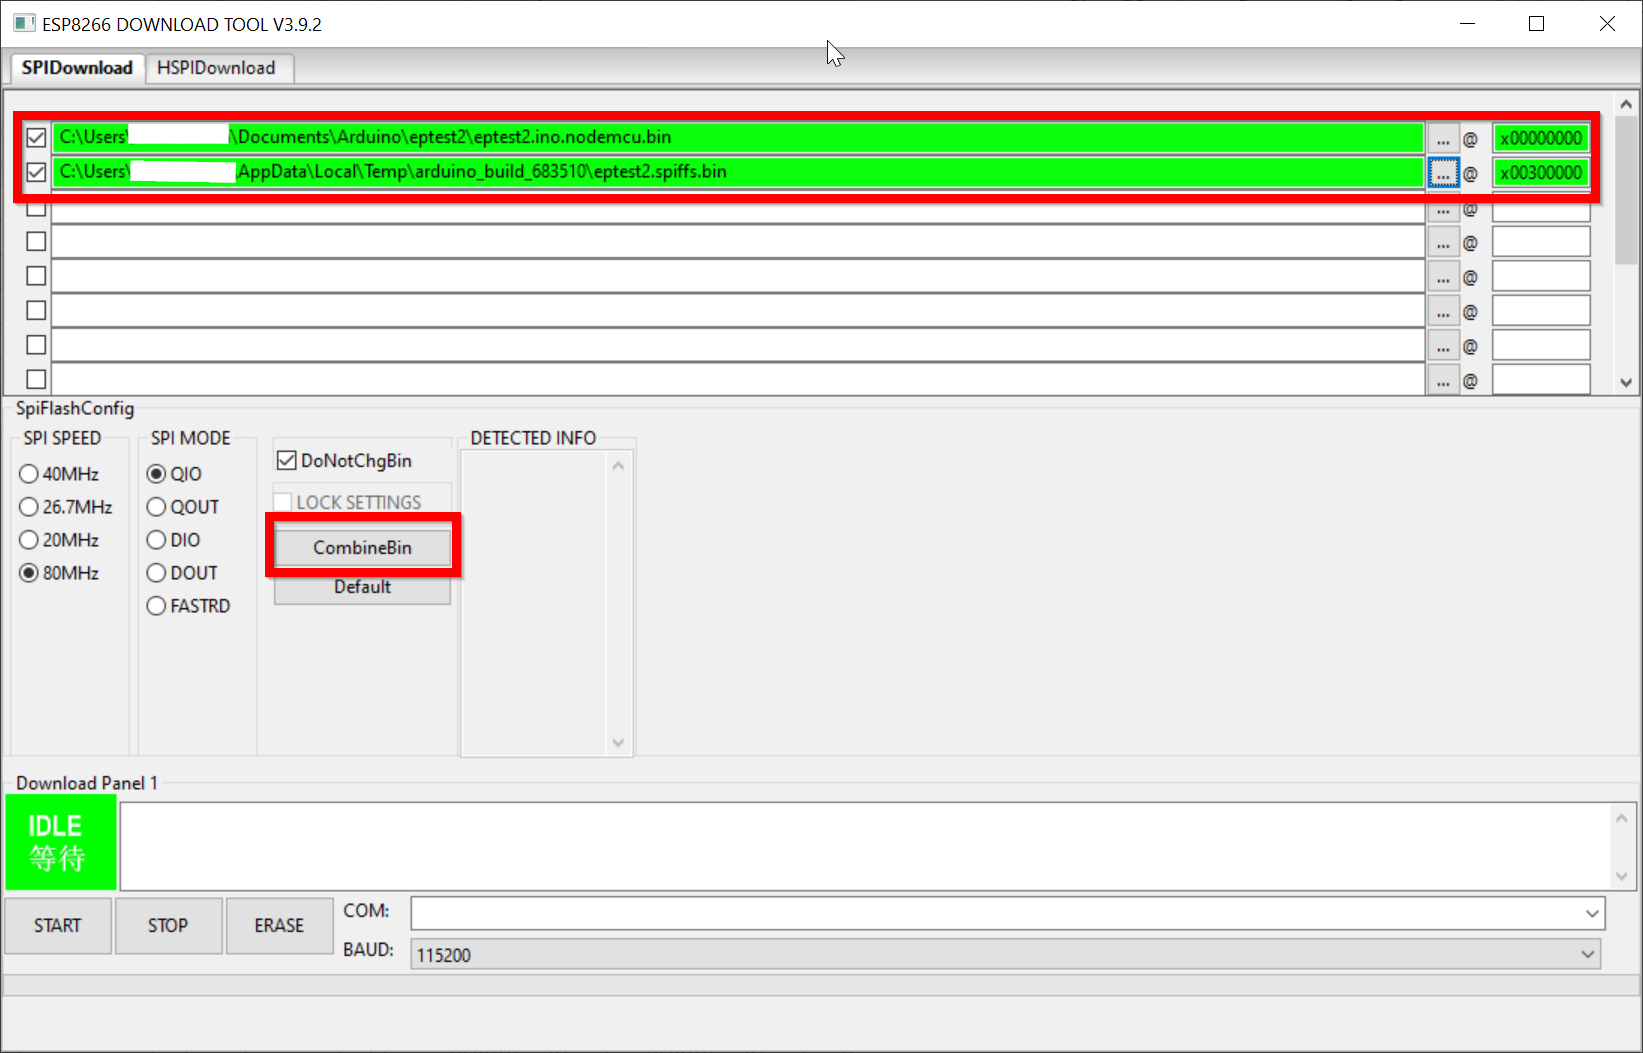 ESP8266 DOWNLOAD TOOL V3.9.2
SPIDownload HSPIDownload
C:\Users\ \Documents\Arduino\eptest2\eptest2.ino.nodemcu.bin ... @ x00000000
C:\Users\ AppData\Local\Temp\arduino_build_683510\eptest2.spiffs.bin ... @ x00300000
... @
... @
... @
... @
... @
... @
SpiFlashConfig
SPI SPEED
40MHz
26.7MHz
20MHz
80MHz
SPI MODE
QIO
QOUT
DIO
DOUT
FASTRD
DoNotChgBin
LOCK SETTINGS
CombineBin
Default
DETECTED INFO
Download Panel 1
IDLE
等待
START STOP ERASE
COM:
BAUD: 115200